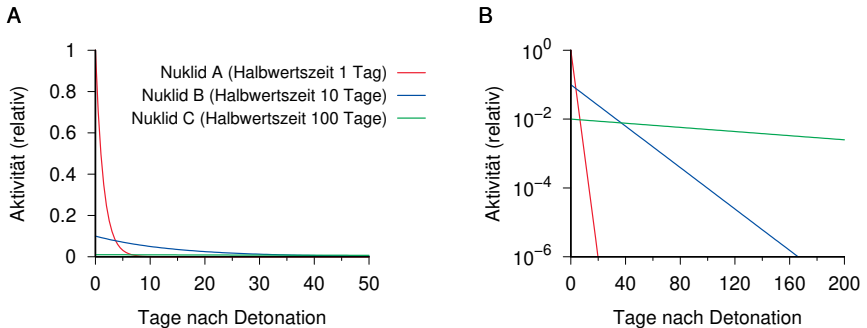 A
Aktivität (relativ)
1
0.8
0.6
0.4
0.2
0
Nuklid A (Halbwertszeit 1 Tag)
Nuklid B (Halbwertszeit 10 Tage)
Nuklid C (Halbwertszeit 100 Tage)
0 10 20 30 40 50
Tage nach Detonation
B
Aktivität (relativ)
10^0
10^-2
10^-4
10^-6
0 40 80 120 160 200
Tage nach Detonation